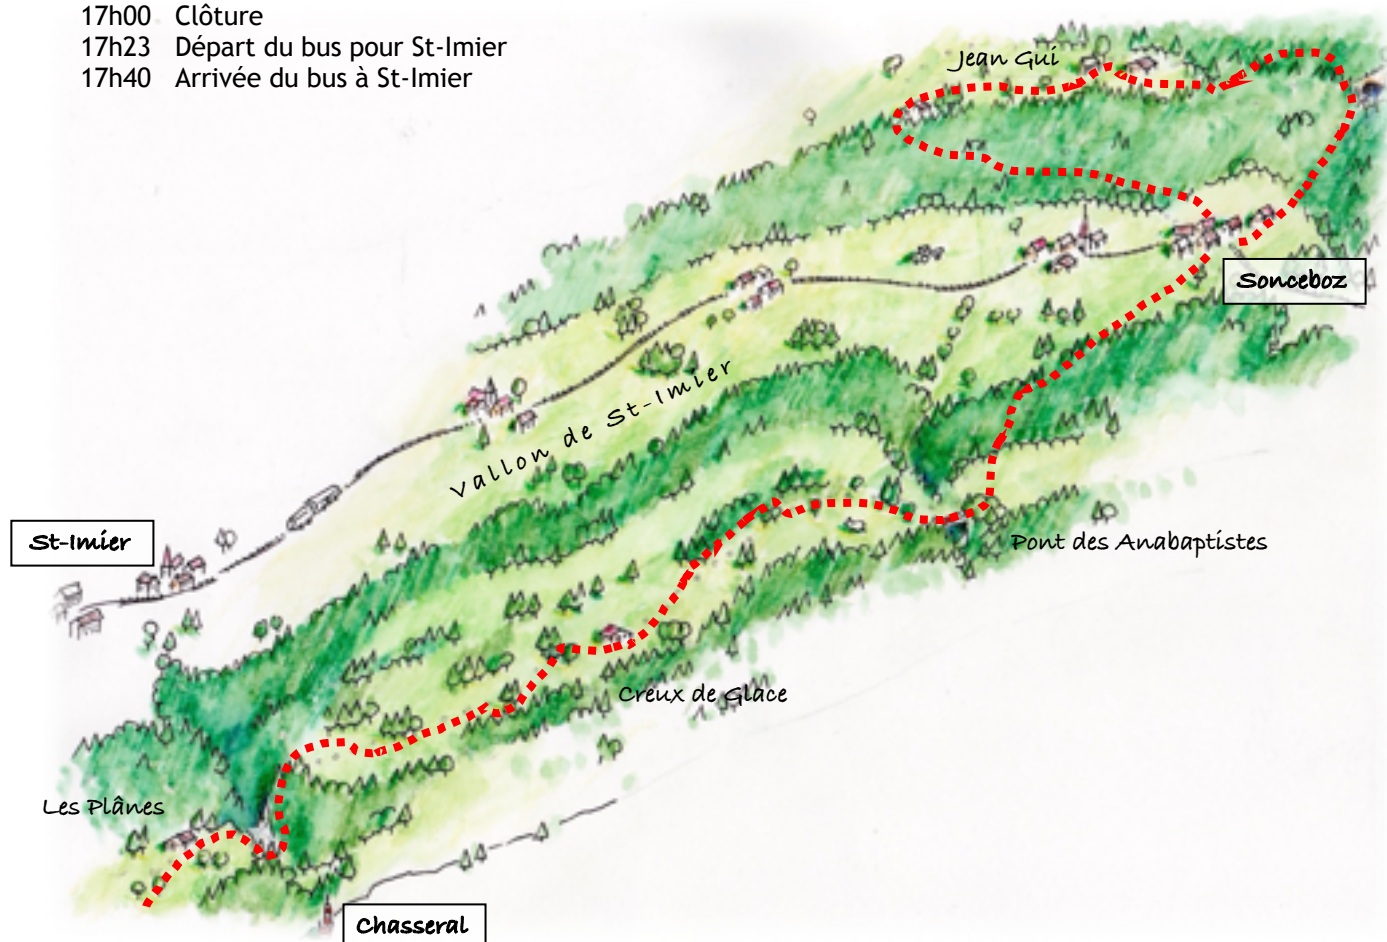 17h00 Clôture
17h23 Départ du bus pour St-Imier
17h40 Arrivée du bus à St-Imier
Jean Gui
Sonceboz
Vallon de St-Imier
St-Imier
Pont des Anabaptistes
Creux de Glace
Les Plânes
Chasseral